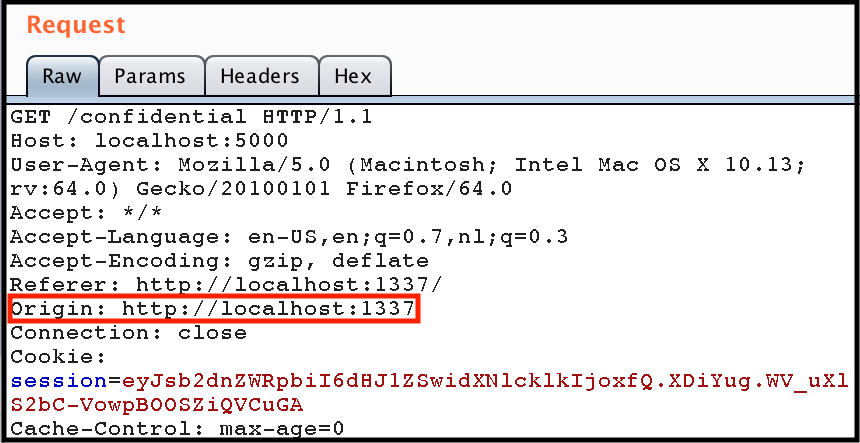 Request
Raw Params Headers Hex
GET /confidential HTTP/1.1
Host: localhost:5000
User-Agent: Mozilla/5.0 (Macintosh; Intel Mac OS X 10.13;
rv:64.0) Gecko/20100101 Firefox/64.0
Accept: */*
Accept-Language: en-US,en;q=0.7,nl;q=0.3
Accept-Encoding: gzip, deflate
Referer: http://localhost:1337/
Origin: http://localhost:1337
Connection: close
Cookie:
session=eyJsb2dnZWRpbiI6dHJ1ZSwidXNlcklkIjoxfQ.XDiYug.WV_uXl
S2bC-VowpBOOSZiQVCuGA
Cache-Control: max-age=0